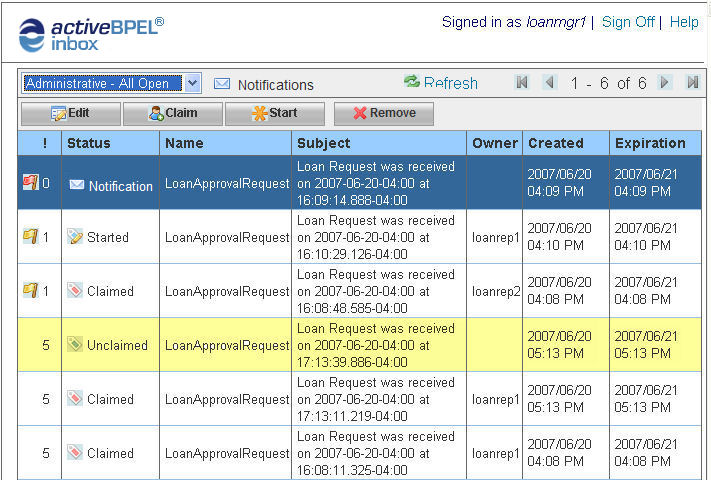 activeBPEL®
inbox
Signed in as loanmgr1 | Sign Off | Help
Administrative - All Open Notifications Refresh 1 - 6 of 6
Edit Claim Start Remove
! Status Name Subject Owner Created Expiration
0 Notification LoanApprovalRequest Loan Request was received on 2007-06-20-04:00 at 16:09:14.888-04:00 2007/06/20 04:09 PM 2007/06/21 04:09 PM
1 Started LoanApprovalRequest Loan Request was received on 2007-06-20-04:00 at 16:10:29.126-04:00 loanrep1 2007/06/20 04:10 PM 2007/06/21 04:10 PM
1 Claimed LoanApprovalRequest Loan Request was received on 2007-06-20-04:00 at 16:08:48.585-04:00 loanrep2 2007/06/20 04:08 PM 2007/06/21 04:08 PM
5 Unclaimed LoanApprovalRequest Loan Request was received on 2007-06-20-04:00 at 17:13:39.886-04:00 2007/06/20 05:13 PM 2007/06/21 05:13 PM
5 Claimed LoanApprovalRequest Loan Request was received on 2007-06-20-04:00 at 17:13:11.219-04:00 loanrep1 2007/06/20 05:13 PM 2007/06/21 05:13 PM
5 Claimed LoanApprovalRequest Loan Request was received on 2007-06-20-04:00 at 16:08:11.325-04:00 loanrep1 2007/06/20 04:08 PM 2007/06/21 04:08 PM